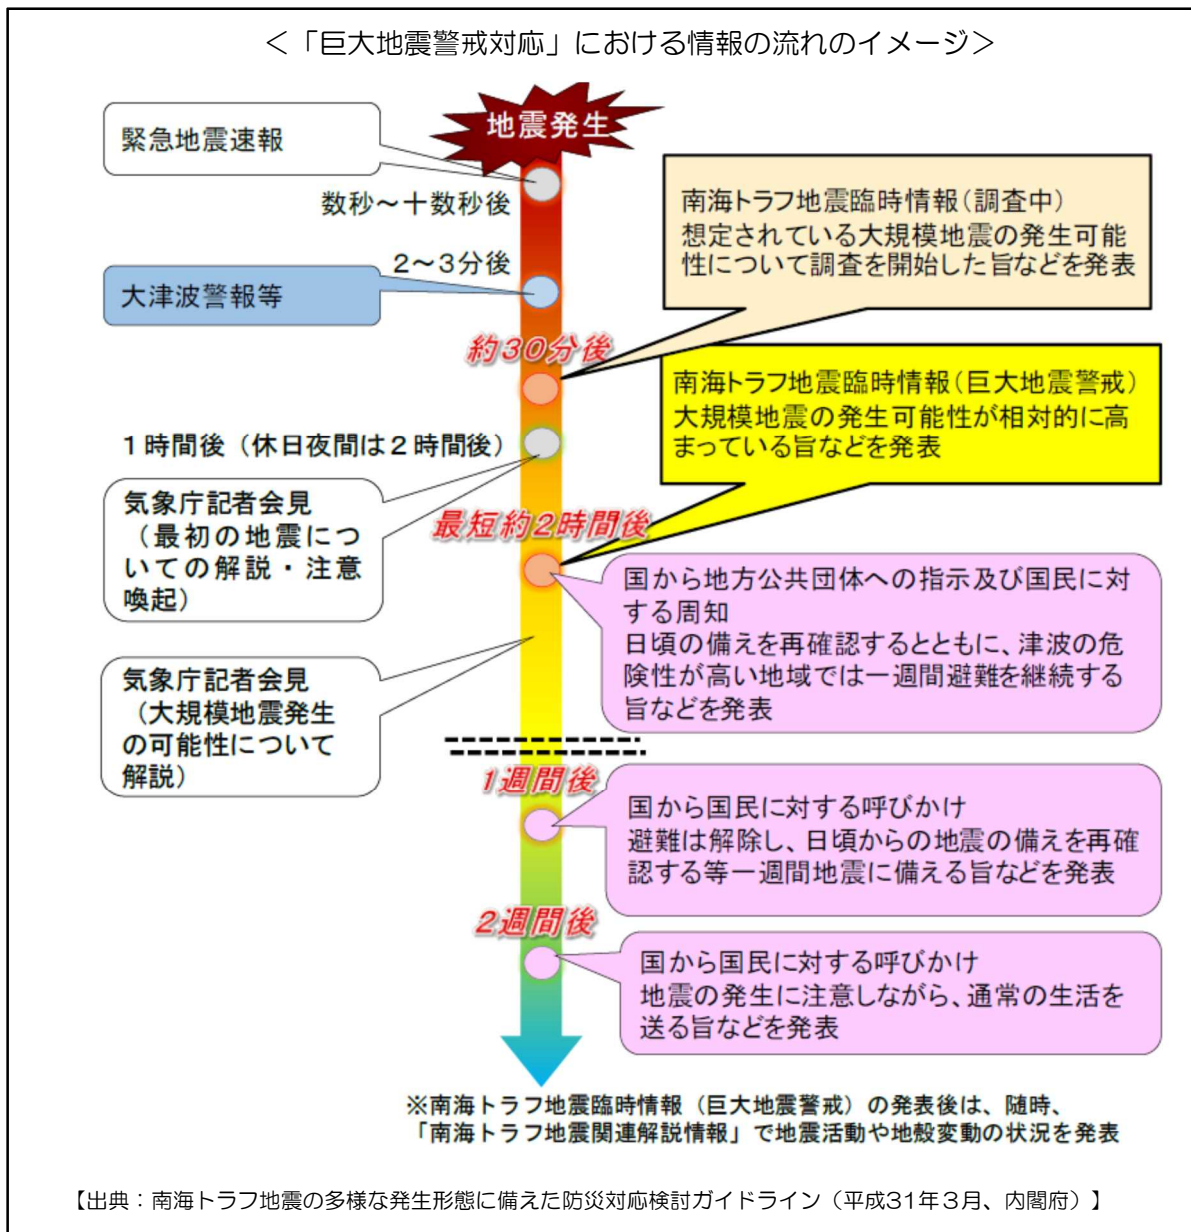 ＜「巨大地震警戒対応」における情報の流れのイメージ＞
地震発生
緊急地震速報
数秒～十数秒後
南海トラフ地震臨時情報（調査中）
想定されている大規模地震の発生可能
性について調査を開始した旨などを発表
2～3分後
大津波警報等
約30分後
南海トラフ地震臨時情報（巨大地震警戒）
大規模地震の発生可能性が相対的に高
まっている旨などを発表
1時間後（休日夜間は2時間後）
気象庁記者会見
（最初の地震につ
いての解説・注意
喚起）
最短約2時間後
国から地方公共団体への指示及び国民に対
する周知
日頃の備えを再確認するとともに、津波の危
険性が高い地域では一週間避難を継続する
旨などを発表
気象庁記者会見
（大規模地震発生
の可能性について
解説）
1週間後
国から国民に対する呼びかけ
避難は解除し、日頃からの地震の備えを再確
認する等一週間地震に備える旨などを発表
2週間後
国から国民に対する呼びかけ
地震の発生に注意しながら、通常の生活を
送る旨などを発表
※南海トラフ地震臨時情報（巨大地震警戒）の発表後は、随時、
「南海トラフ地震関連解説情報」で地震活動や地殻変動の状況を発表
【出典：南海トラフ地震の多様な発生形態に備えた防災対応検討ガイドライン（平成31年3月、内閣府）】